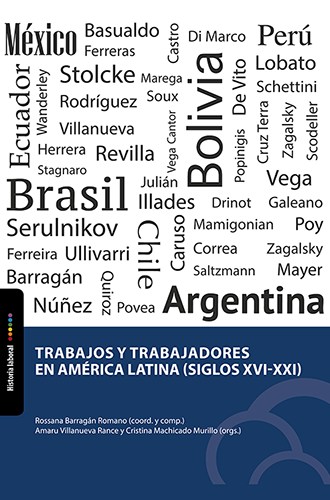 México
Basualdo
Ferreras
Castro
Di Marco
Perú
Ecuador
Wanderley
Stolcke
Marega
Bolivia
De Vito
Lobato
Schettini
Rodríguez
Soux
Villanueva
Vega Cantor
Popinigis
Cruz Terra
Zagalsky
Scodeller
Herrera
Revilla
Stagnaro
Julián
Vega
Brasil
Illades
Drinot
Galeano
Serulnikov
Chile
Caruso
Mamigonian
Poy
Ferreira
Ullivarri
Correa
Zagalsky
Barragán
Quiroz
Saltzmann
Mayer
Núñez
Povea
Argentina
Historia laboral
TRABAJOS Y TRABAJADORES
EN AMÉRICA LATINA (SIGLOS XVI-XXI)
Rossana Barragán Romano (coord. y comp.)
Amaru Villanueva Rance y Cristina Machicado Murillo (orgs.)